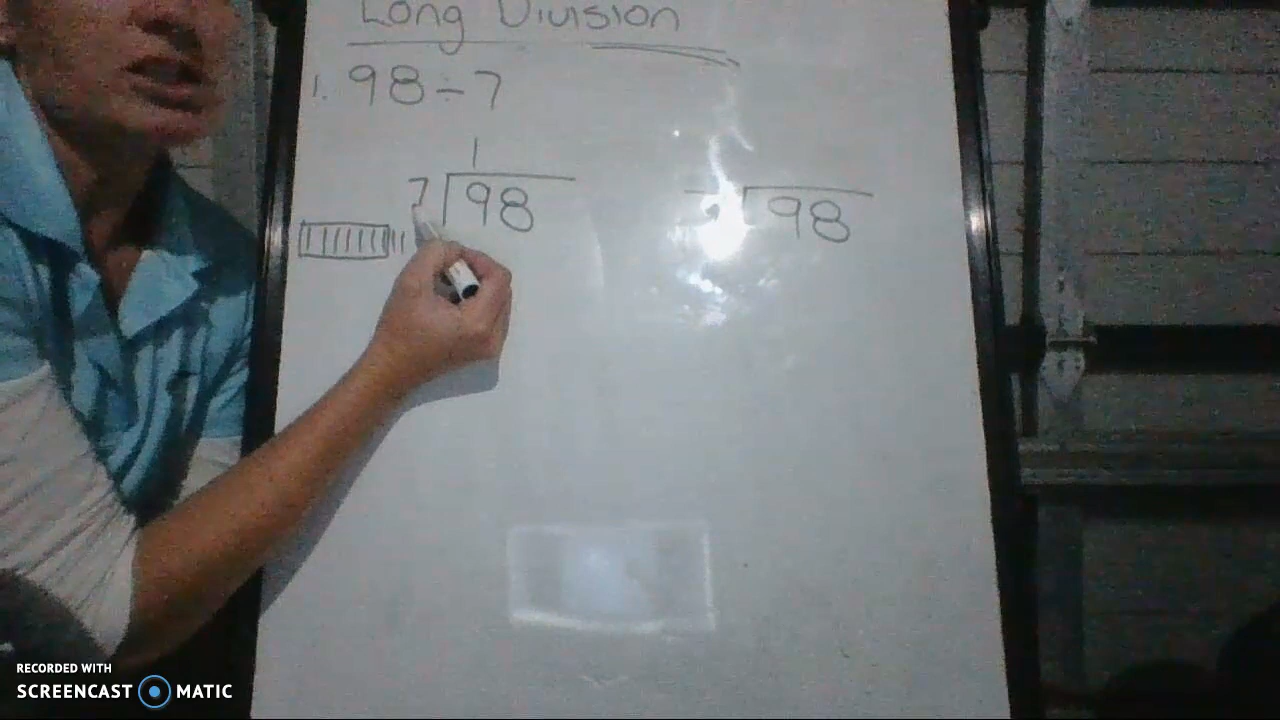 Long Division
1. 98÷7
1
7 98
98
RECORDED WITH
SCREENCAST MATIC